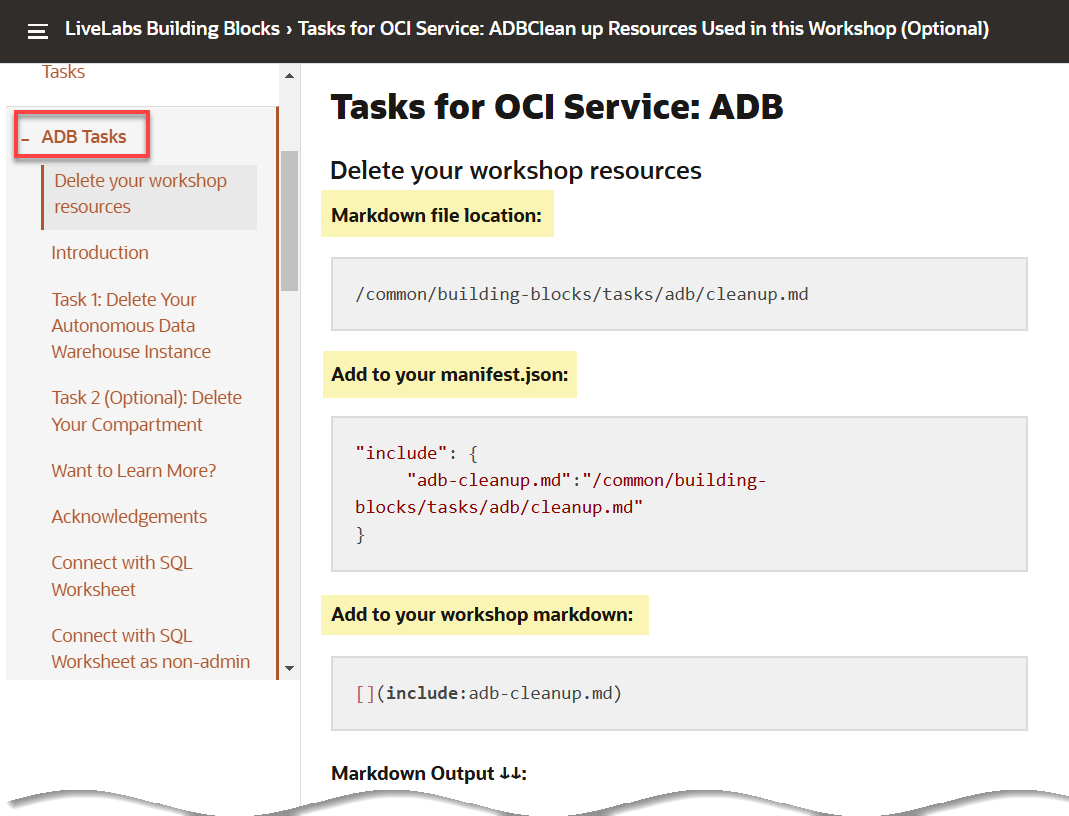 LiveLabs Building Blocks › Tasks for OCI Service: ADBClean up Resources Used in this Workshop (Optional)
Tasks
– ADB Tasks
Delete your workshop
resources
Introduction
Task 1: Delete Your
Autonomous Data
Warehouse Instance
Task 2 (Optional): Delete
Your Compartment
Want to Learn More?
Acknowledgements
Connect with SQL
Worksheet
Connect with SQL
Worksheet as non-admin
Tasks for OCI Service: ADB
Delete your workshop resources
Markdown file location:
/common/building-blocks/tasks/adb/cleanup.md
Add to your manifest.json:
"include": {
"adb-cleanup.md":"/common/building-
blocks/tasks/adb/cleanup.md"
}
Add to your workshop markdown:
[](include:adb-cleanup.md)
Markdown Output ↓↓: